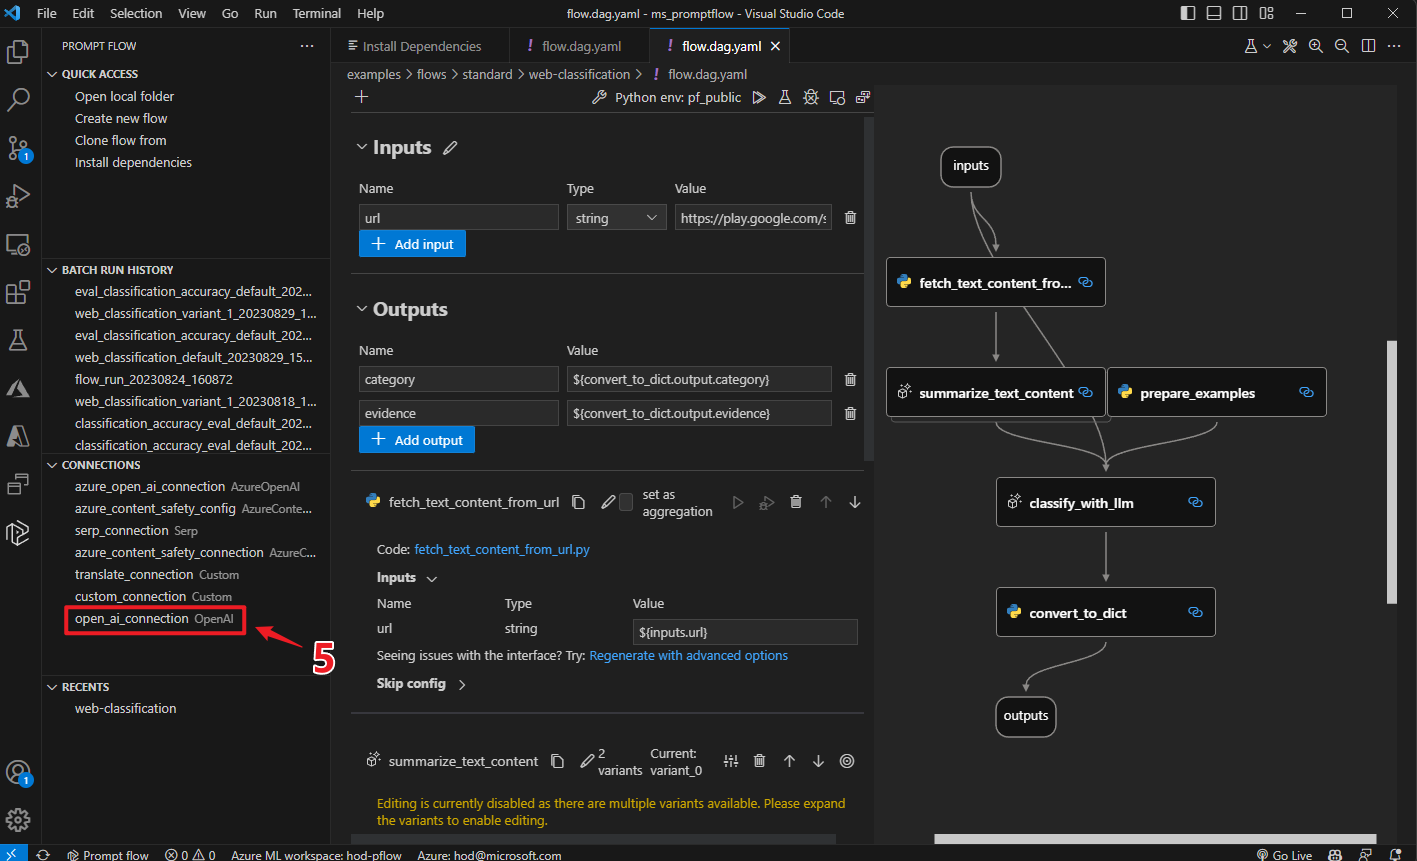 File Edit Selection View Go Run Terminal Help flow.dag.yaml - ms_promptflow - Visual Studio Code
PROMPT FLOW
QUICK ACCESS
Open local folder
Create new flow
Clone flow from
Install dependencies
BATCH RUN HISTORY
eval_classification_accuracy_default_202...
web_classification_variant_1_20230829_1...
eval_classification_accuracy_default_202...
web_classification_default_20230829_15...
flow_run_20230824_160872
web_classification_variant_1_20230818_1...
classification_accuracy_eval_default_202...
classification_accuracy_eval_default_202...
CONNECTIONS
azure_open_ai_connection AzureOpenAI
azure_content_safety_config AzureConte...
serp_connection Serp
azure_content_safety_connection AzureC...
translate_connection Custom
custom_connection Custom
open_ai_connection OpenAI
5
RECENTS
web-classification
1
1
Install Dependencies
! flow.dag.yaml
! flow.dag.yaml
examples > flows > standard > web-classification > ! flow.dag.yaml
Python env: pf_public
Inputs
Name Type Value
url string https://play.google.com/s
Add input
Outputs
Name Value
category ${convert_to_dict.output.category}
evidence ${convert_to_dict.output.evidence}
Add output
fetch_text_content_from_url set as aggregation
Code: fetch_text_content_from_url.py
Inputs
Name Type Value
url string ${inputs.url}
Seeing issues with the interface? Try: Regenerate with advanced options
Skip config
summarize_text_content 2 variants Current: variant_0
Editing is currently disabled as there are multiple variants available. Please expand
the variants to enable editing.
inputs
fetch_text_content_fro...
summarize_text_content
prepare_examples
classify_with_llm
convert_to_dict
outputs
Prompt flow 0 0 Azure ML workspace: hod-pflow Azure: hod@microsoft.com Go Live